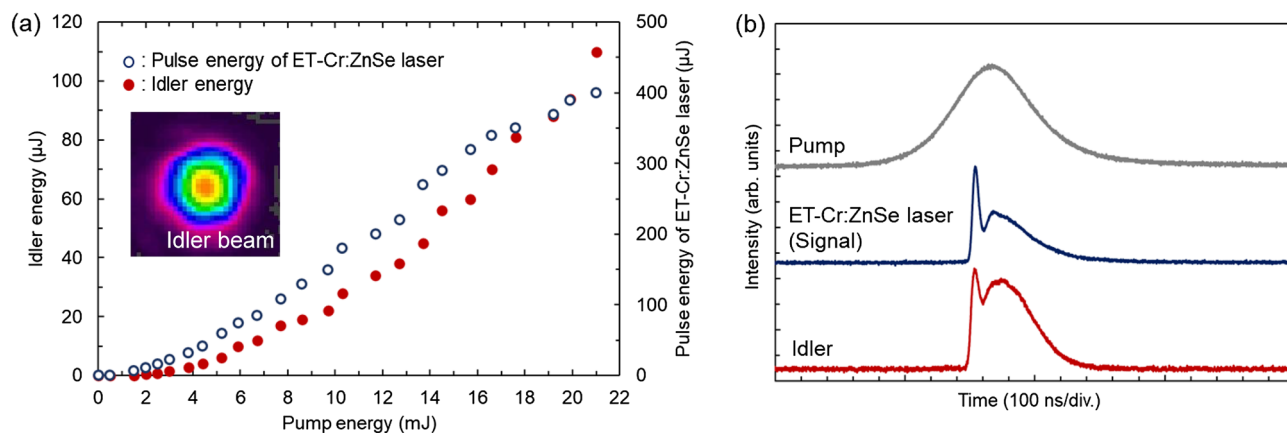 (a)
: Pulse energy of ET-Cr:ZnSe laser
: Idler energy
Idler beam
Idler energy (µJ)
0
20
40
60
80
100
120
Pulse energy of ET-Cr:ZnSe laser (µJ)
0
100
200
300
400
500
0 2 4 6 8 10 12 14 16 18 20 22
Pump energy (mJ)
(b)
Intensity (arb. units)
Pump
ET-Cr:ZnSe laser
(Signal)
Idler
Time (100 ns/div.)